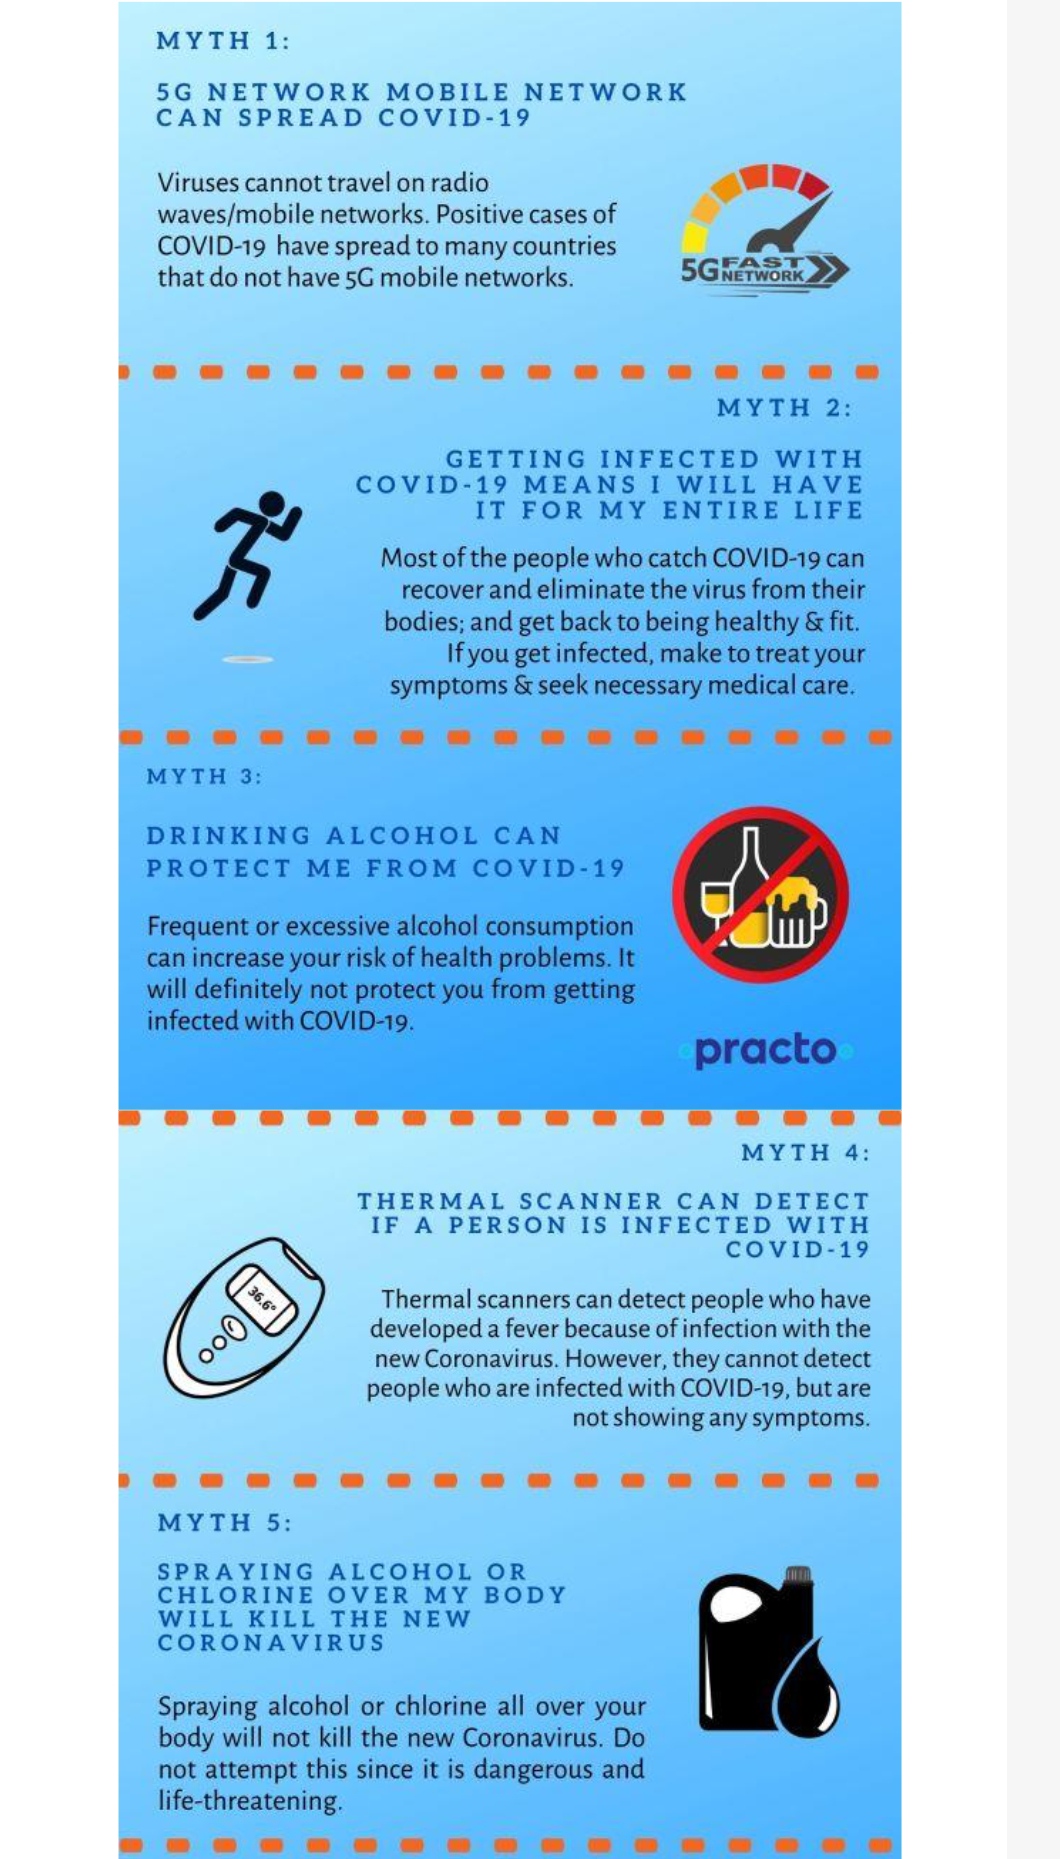 MYTH 1:
5G NETWORK MOBILE NETWORK
CAN SPREAD COVID-19
Viruses cannot travel on radio
waves/mobile networks. Positive cases of
COVID-19 have spread to many countries
that do not have 5G mobile networks.
5G FAST
NETWORK
MYTH 2:
GETTING INFECTED WITH
COVID-19 MEANS I WILL HAVE
IT FOR MY ENTIRE LIFE
Most of the people who catch COVID-19 can
recover and eliminate the virus from their
bodies; and get back to being healthy & fit.
If you get infected, make to treat your
symptoms & seek necessary medical care.
MYTH 3:
DRINKING ALCOHOL CAN
PROTECT ME FROM COVID-19
Frequent or excessive alcohol consumption
can increase your risk of health problems. It
will definitely not protect you from getting
infected with COVID-19.
practo
MYTH 4:
THERMAL SCANNER CAN DETECT
IF A PERSON IS INFECTED WITH
COVID-19
36.6°
Thermal scanners can detect people who have
developed a fever because of infection with the
new Coronavirus. However, they cannot detect
people who are infected with COVID-19, but are
not showing any symptoms.
MYTH 5:
SPRAYING ALCOHOL OR
CHLORINE OVER MY BODY
WILL KILL THE NEW
CORONAVIRUS
Spraying alcohol or chlorine all over your
body will not kill the new Coronavirus. Do
not attempt this since it is dangerous and
life-threatening.